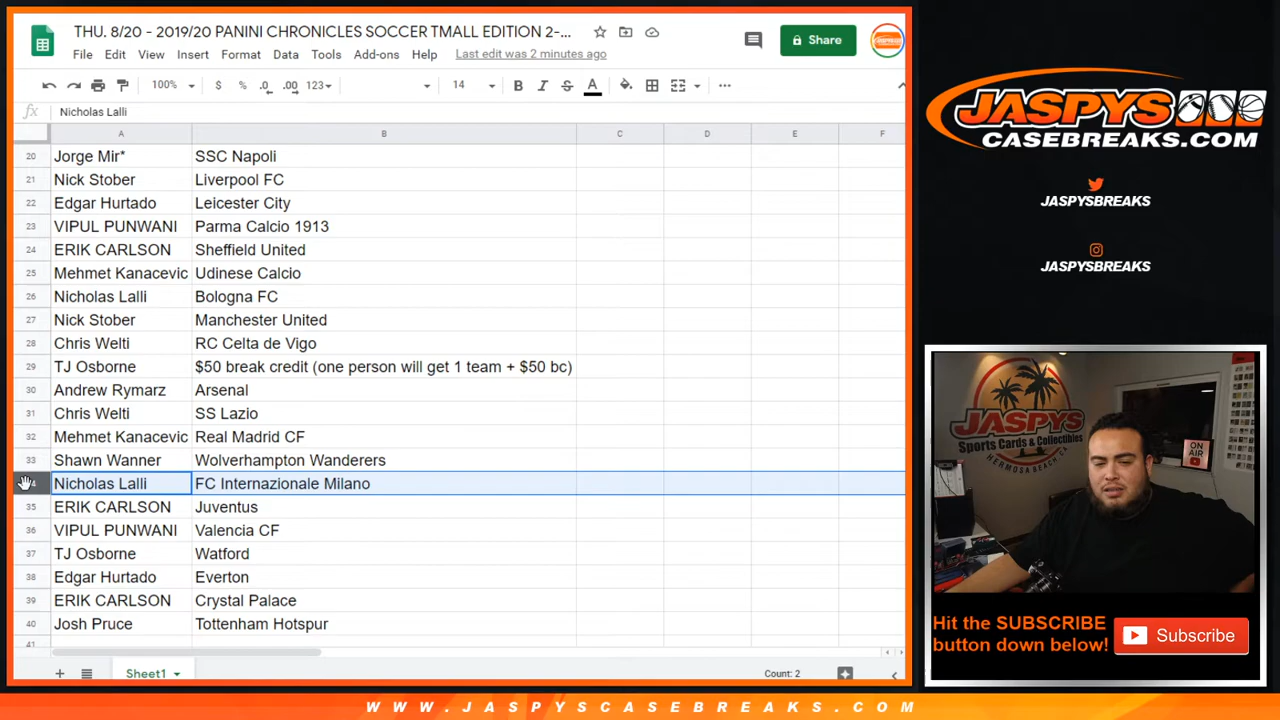 THU. 8/20 - 2019/20 PANINI CHRONICLES SOCCER TMALL EDITION 2-...
File Edit View Insert Format Data Tools Add-ons Help Last edit was 2 minutes ago
Share
100% $ % .0 .00 123 14 B I S A
fx Nicholas Lalli
A B C D E F
20 Jorge Mir* SSC Napoli
21 Nick Stober Liverpool FC
22 Edgar Hurtado Leicester City
23 VIPUL PUNWANI Parma Calcio 1913
24 ERIK CARLSON Sheffield United
25 Mehmet Kanacevic Udinese Calcio
26 Nicholas Lalli Bologna FC
27 Nick Stober Manchester United
28 Chris Welti RC Celta de Vigo
29 TJ Osborne $50 break credit (one person will get 1 team + $50 bc)
30 Andrew Rymarz Arsenal
31 Chris Welti SS Lazio
32 Mehmet Kanacevic Real Madrid CF
33 Shawn Wanner Wolverhampton Wanderers
Nicholas Lalli FC Internazionale Milano
35 ERIK CARLSON Juventus
36 VIPUL PUNWANI Valencia CF
37 TJ Osborne Watford
38 Edgar Hurtado Everton
39 ERIK CARLSON Crystal Palace
40 Josh Pruce Tottenham Hotspur
41
Sheet1 Count: 2
JASPYS
CASEBREAKS.COM
JASPYSBREAKS
JASPYSBREAKS
JASPYS
Sports Cards & Collectibles
HERMOSA BEACH, CA
ON AIR
Hit the SUBSCRIBE
button down below!
Subscribe
WWW.JASPYSCASEBREAKS.COM